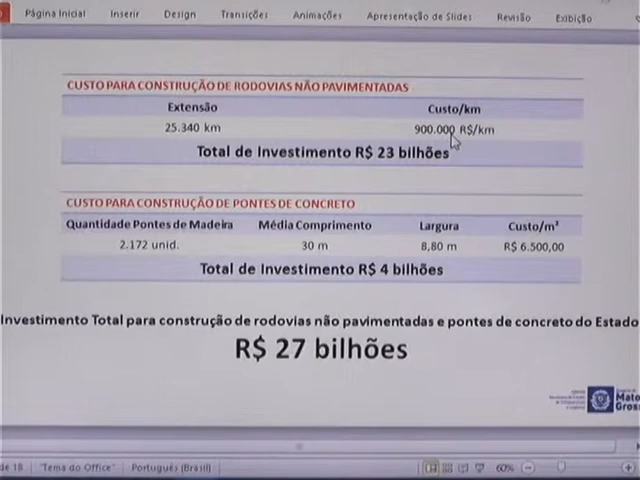 Página Inicial Inserir Design Transições Animações Apresentação de Slides Revisão Exibição
CUSTO PARA CONSTRUÇÃO DE RODOVIAS NÃO PAVIMENTADAS
Extensão Custo/km
25.340 km 900.000 R$/km
Total de Investimento R$ 23 bilhões
CUSTO PARA CONSTRUÇÃO DE PONTES DE CONCRETO
Quantidade Pontes de Madeira Média Comprimento Largura Custo/m²
2.172 unid. 30 m 8,80 m R$ 6.500,00
Total de Investimento R$ 4 bilhões
Investimento Total para construção de rodovias não pavimentadas e pontes de concreto do Estado
R$ 27 bilhões
Mato
Gros
de 18 "Tema do Office" Português (Brasil) 60%